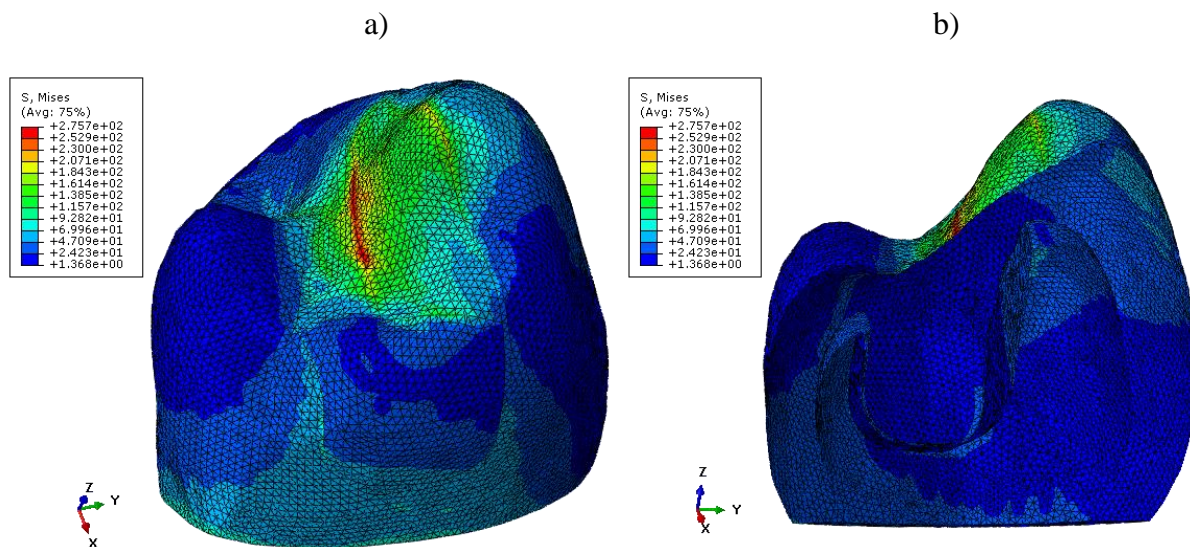 a)
b)
S, Mises
(Avg: 75%)
+2.757e+02
+2.529e+02
+2.300e+02
+2.071e+02
+1.843e+02
+1.614e+02
+1.385e+02
+1.157e+02
+9.282e+01
+6.996e+01
+4.709e+01
+2.423e+01
+1.368e+00
S, Mises
(Avg: 75%)
+2.757e+02
+2.529e+02
+2.300e+02
+2.071e+02
+1.843e+02
+1.614e+02
+1.385e+02
+1.157e+02
+9.282e+01
+6.996e+01
+4.709e+01
+2.423e+01
+1.368e+00
Z
Y
X
Z
Y
X